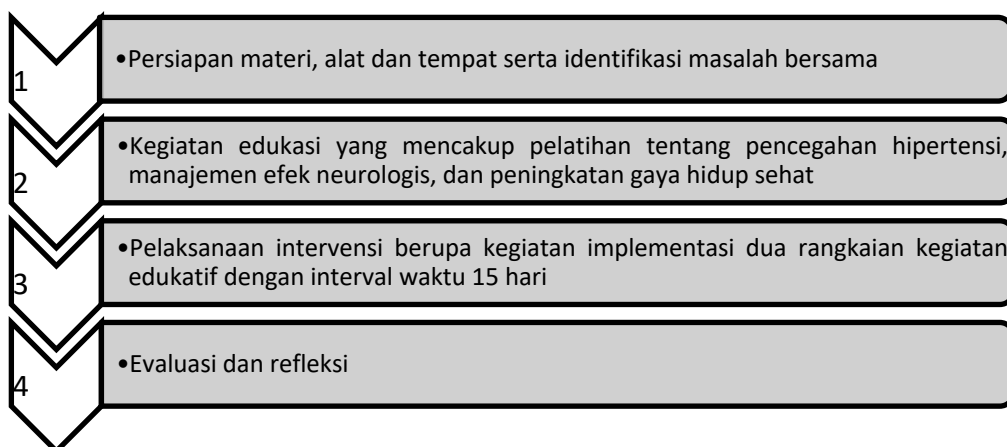 1
•Persiapan materi, alat dan tempat serta identifikasi masalah bersama
2
•Kegiatan edukasi yang mencakup pelatihan tentang pencegahan hipertensi,
manajemen efek neurologis, dan peningkatan gaya hidup sehat
3
•Pelaksanaan intervensi berupa kegiatan implementasi dua rangkaian kegiatan
edukatif dengan interval waktu 15 hari
4
•Evaluasi dan refleksi